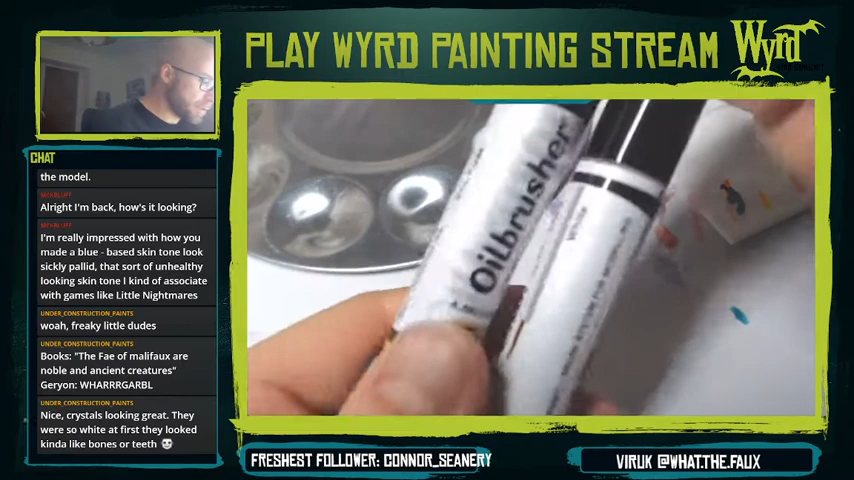 PLAY WYRD PAINTING STREAM
Wyrd
CHAT
the model.
Alright I'm back, how's it looking?
I'm really impressed with how you
made a blue - based skin tone look
sickly pallid, that sort of unhealthy
looking skin tone I kind of associate
with games like Little Nightmares
UNDER_CONSTRUCTION_PAINTS
woah, freaky little dudes
UNDER_CONSTRUCTION_PAINTS
Books: "The Fae of malifaux are
noble and ancient creatures"
Geryon: WHARRRGARBL
UNDER_CONSTRUCTION_PAINTS
Nice, crystals looking great. They
were so white at first they looked
kinda like bones or teeth
Oilbrusher
FRESHEST FOLLOWER: CONNOR_SEANERY
VIRUK @WHAT.THE.FAUX